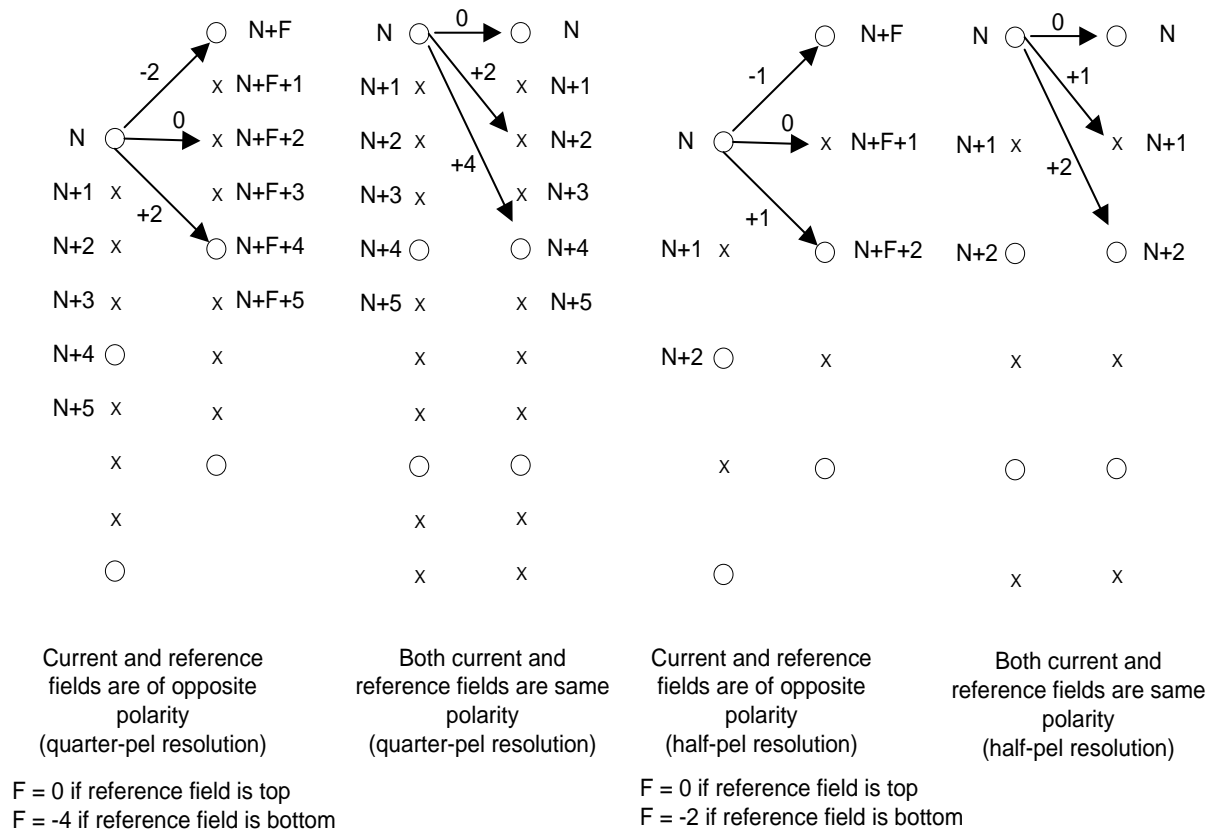 N+F
-2
N+F+1
N
0
N+F+2
N+1
+2
N+F+3
N+2
N+F+4
N+3
N+F+5
N+4
N+5
x
Current and reference
fields are of opposite
polarity
(quarter-pel resolution)
F = 0 if reference field is top
F = -4 if reference field is bottom
N
0
N
+2
N+1
N+1
N+2
N+2
+4
N+3
N+3
N+4
N+4
N+5
N+5
Both current and
reference fields are same
polarity
(quarter-pel resolution)
N+F
-1
N
0
N+F+1
+1
N+1
N+F+2
N+2
Current and reference
fields are of opposite
polarity
(half-pel resolution)
F = 0 if reference field is top
F = -2 if reference field is bottom
N
0
N
+1
N+1
N+1
+2
N+2
N+2
Both current and
reference fields are same
polarity
(half-pel resolution)